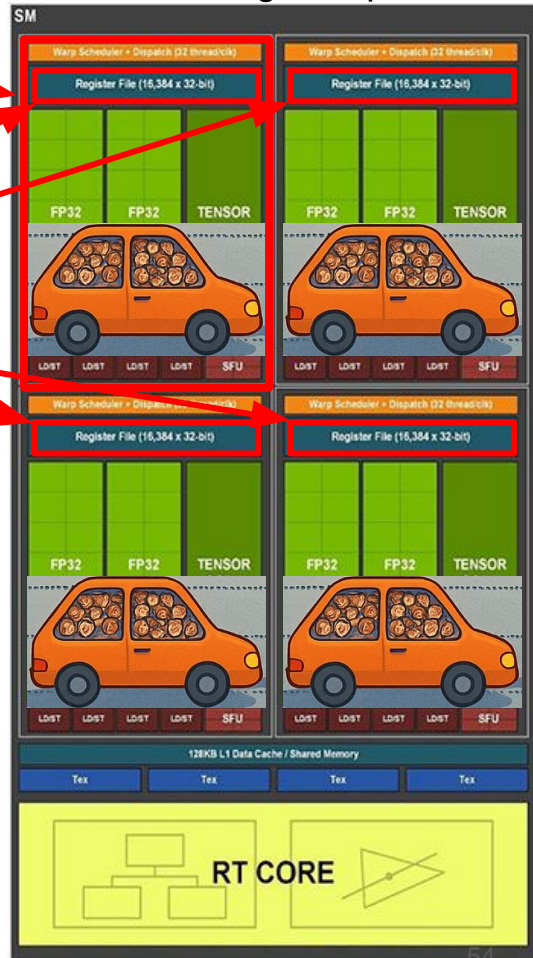 SM
Warp Scheduler + Dispatch (32 thread/clk)
Register File (16,384 x 32-bit)
FP32 FP32 TENSOR
LD/ST LD/ST LD/ST LD/ST SFU
Warp Scheduler + Dispatch (32 thread/clk)
Register File (16,384 x 32-bit)
FP32 FP32 TENSOR
LD/ST LD/ST LD/ST LD/ST SFU
Warp Scheduler + Dispatch (32 thread/clk)
Register File (16,384 x 32-bit)
FP32 FP32 TENSOR
LD/ST LD/ST LD/ST LD/ST SFU
Warp Scheduler + Dispatch (32 thread/clk)
Register File (16,384 x 32-bit)
FP32 FP32 TENSOR
LD/ST LD/ST LD/ST LD/ST SFU
128KB L1 Data Cache / Shared Memory
Tex Tex Tex Tex
RT CORE
54